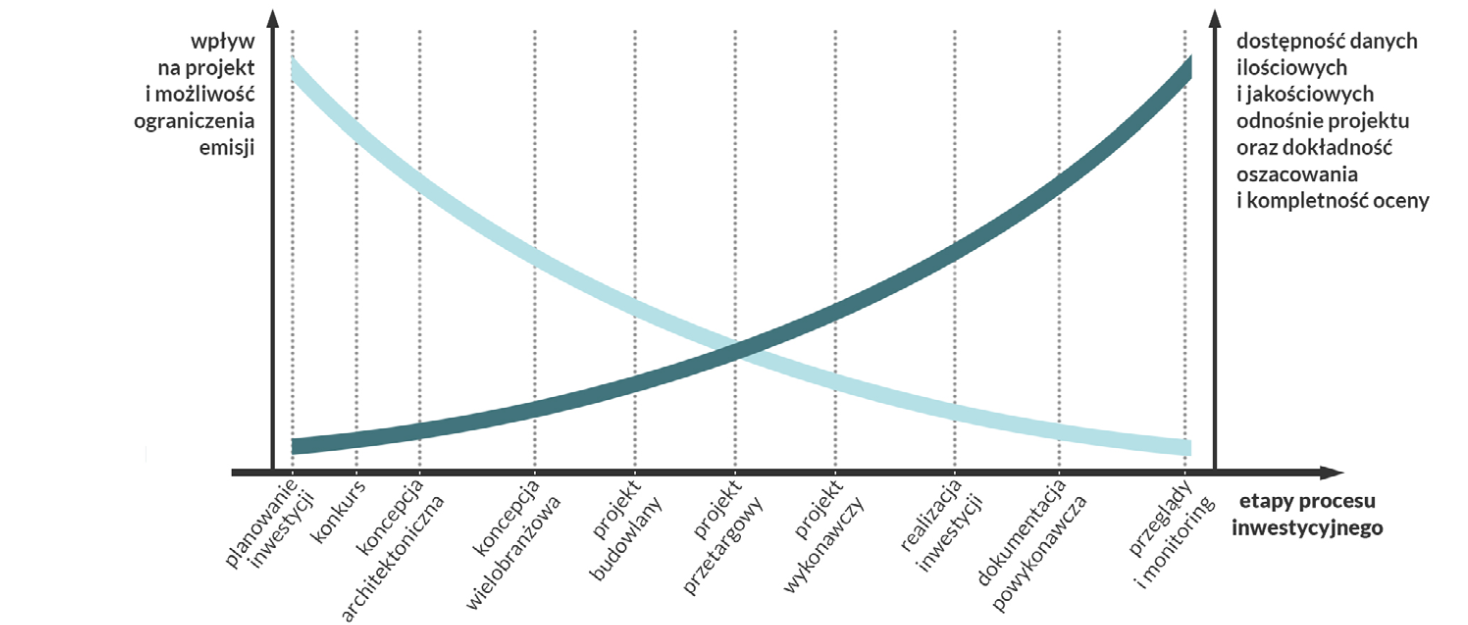 wpływ
na projekt
i możliwość
ograniczenia
emisji
dostępność danych
ilościowych
i jakościowych
odnośnie projektu
oraz dokładność
oszacowania
i kompletność oceny
planowanie
inwestycji
konkurs
koncepcja
architektoniczna
koncepcja
wielobranżowa
projekt
budowlany
projekt
przetargowy
projekt
wykonawczy
realizacja
inwestycji
dokumentacja
powykonawcza
przeglądy
i monitoring
etapy procesu
inwestycyjnego